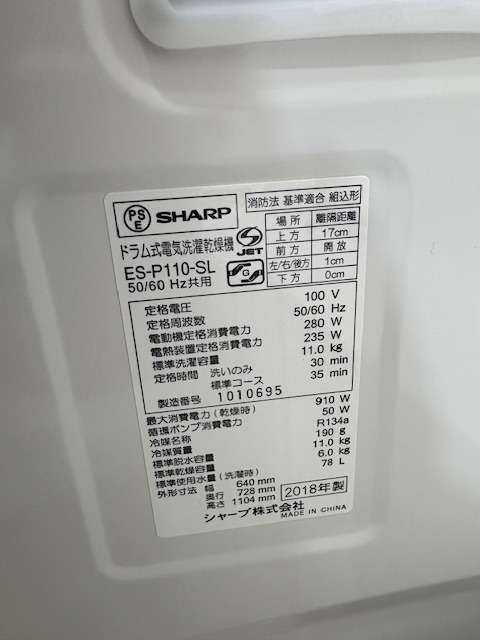 PS E SHARP
消防法 基準適合 組込形
場所 離隔距離
上方 17cm
前方 開放
左/右/後方 1cm
下方 0cm
ドラム式電気洗濯乾燥機
S JET
ES-P110-SL
G
50/60 Hz共用
定格電圧 100 V
定格周波数 50/60 Hz
電動機定格消費電力 280 W
電熱装置定格消費電力 235 W
標準洗濯容量 11.0 kg
定格時間 洗いのみ 30 min
標準コース 35 min
製造番号 1010695
最大消費電力(乾燥時) 910 W
循環ポンプ消費電力 50 W
冷媒名称 R134a
冷媒質量 190 g
標準脱水容量 11.0 kg
標準乾燥容量 6.0 kg
標準使用水量(洗濯時) 78 L
外形寸法 幅 640 mm
奥行 728 mm
高さ 1104 mm
2018年製
シャープ株式会社 MADE IN CHINA